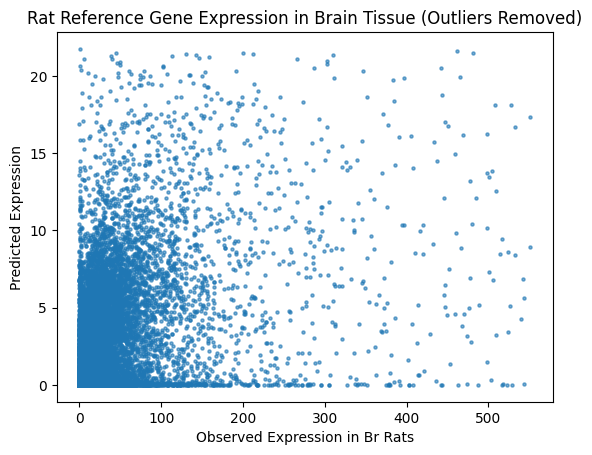 Rat Reference Gene Expression in Brain Tissue (Outliers Removed)
20
15
10
5
0
Predicted Expression
0 100 200 300 400 500
Observed Expression in Br Rats